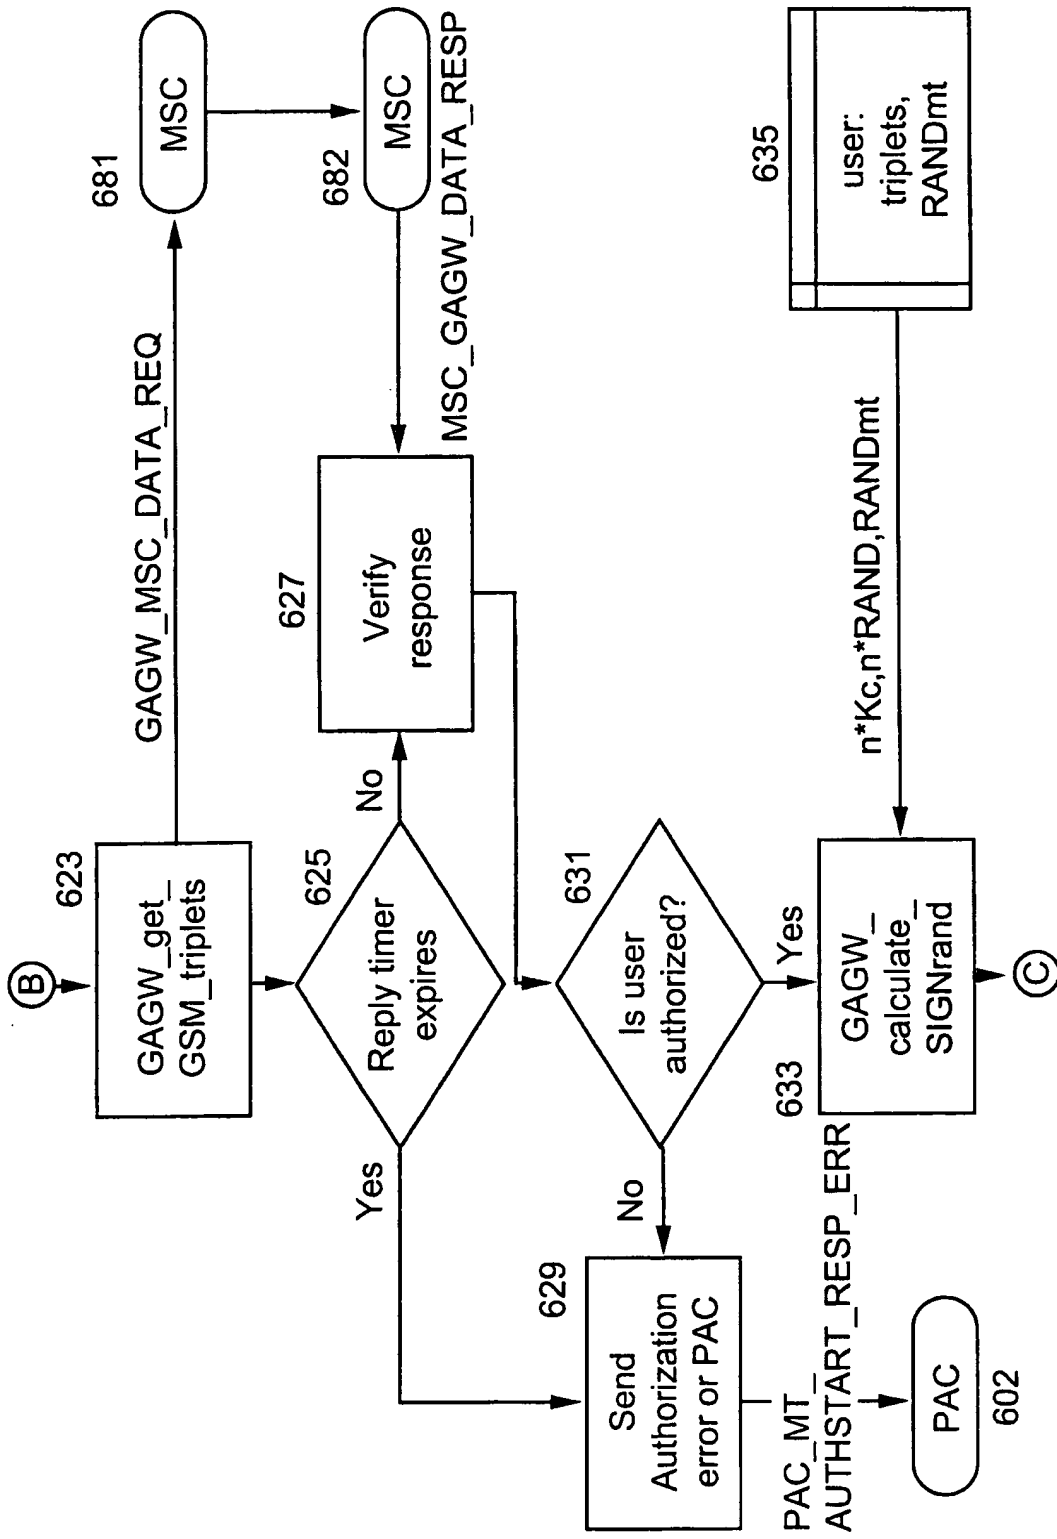 B
623
GAGW_get_
GSM_triplets
GAGW_MSC_DATA_REQ
681
MSC
682
MSC
MSC_GAGW_DATA_RESP
625
Reply timer
expires
No
Yes
627
Verify
response
631
Is user
authorized?
No
Yes
629
Send
Authorization
error or PAC
PAC_MT_
AUTHSTART_RESP_ERR
PAC
602
633
GAGW_
calculate_
SIGNrand
n*Kc,n*RAND,RANDmt
635
user:
triplets,
RANDmt
C